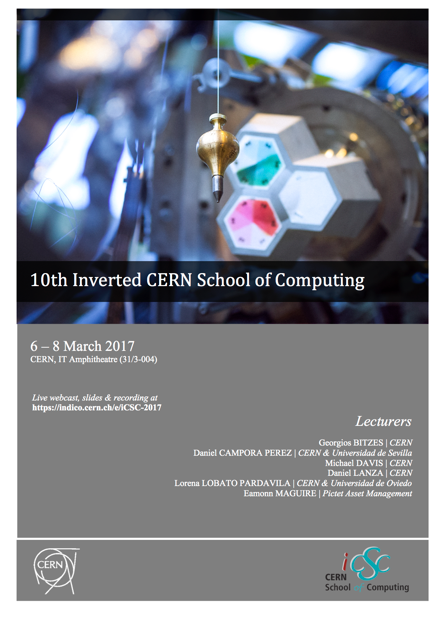 10th Inverted CERN School of Computing
6 – 8 March 2017
CERN, IT Amphitheatre (31/3-004)
Live webcast, slides & recording at
https://indico.cern.ch/e/iCSC-2017
Lecturers
Georgios BITZES | CERN
Daniel CAMPORA PEREZ | CERN & Universidad de Sevilla
Michael DAVIS | CERN
Daniel LANZA | CERN
Lorena LOBATO PARDAVILA | CERN & Universidad de Oviedo
Eamonn MAGUIRE | Pictet Asset Management
CERN
iCSC
CERN
School of Computing